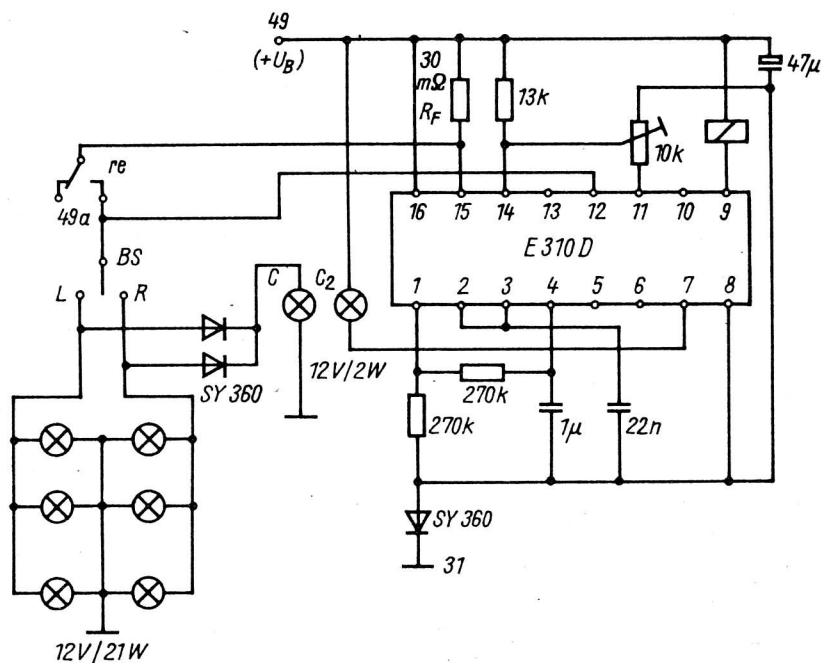 49
(+U_B)
30
mΩ
R_F
13k
47μ
10k
re
49a
16 15 14 13 12 11 10 9
E 310 D
1 2 3 4 5 6 7 8
BS
L R
C C₂
12V/2W
SY 360
270k
270k
1μ
22n
SY 360
31
12V/21W